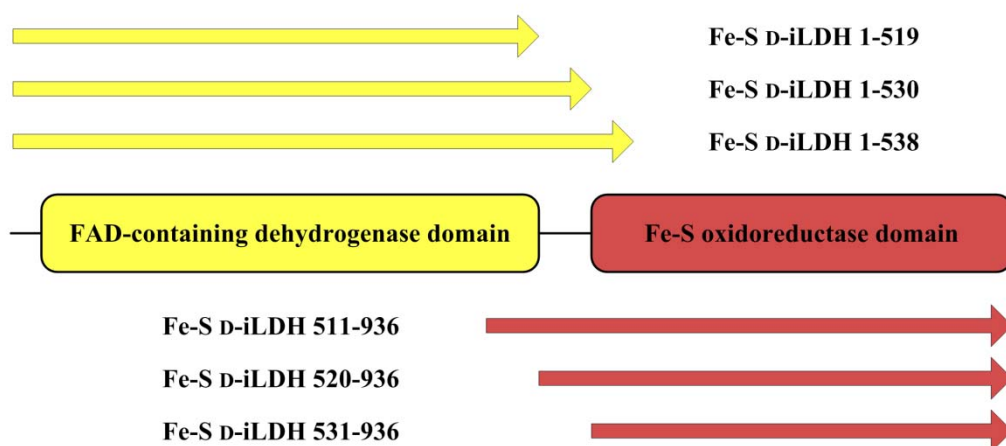 Fe-S D-iLDH 1-519
Fe-S D-iLDH 1-530
Fe-S D-iLDH 1-538
FAD-containing dehydrogenase domain
Fe-S oxidoreductase domain
Fe-S D-iLDH 511-936
Fe-S D-iLDH 520-936
Fe-S D-iLDH 531-936